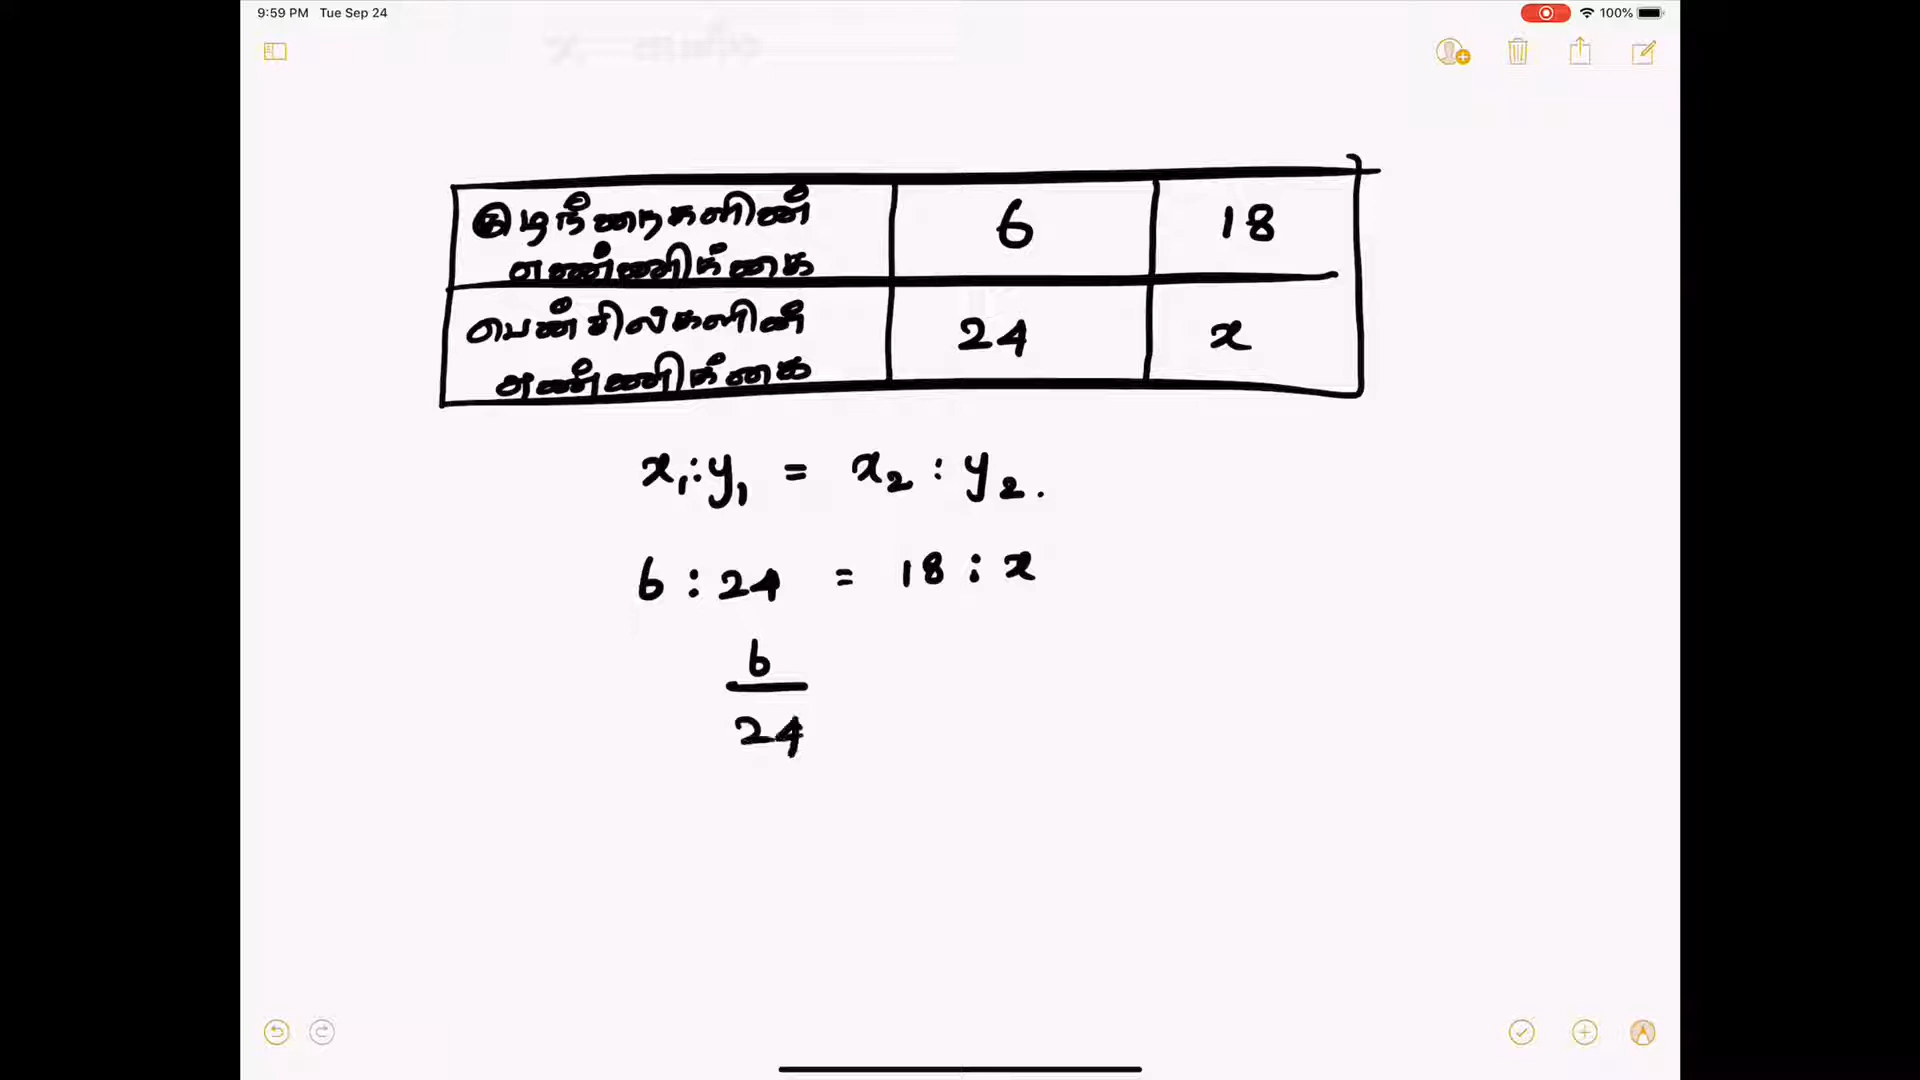 9:59 PM Tue Sep 24
100%
குழந்தைகளின் 6 18
எண்ணிக்கை
பென்சில்களின் 24 x
எண்ணிக்கை
x₁:y₁ = x₂ : y₂.
6 : 24 = 18 : x
6
24